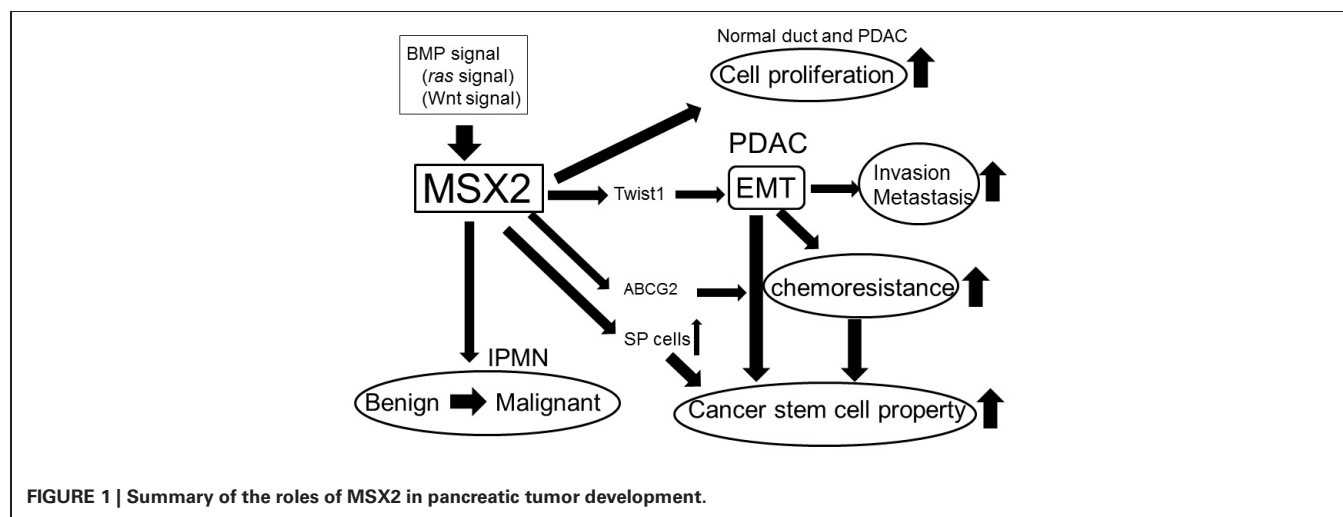 BMP signal
(ras signal)
(Wnt signal)
Normal duct and PDAC
Cell proliferation
PDAC
MSX2
Twist1
EMT
Invasion
Metastasis
ABCG2
chemoresistance
SP cells
IPMN
Benign Malignant
Cancer stem cell property
FIGURE 1 | Summary of the roles of MSX2 in pancreatic tumor development.